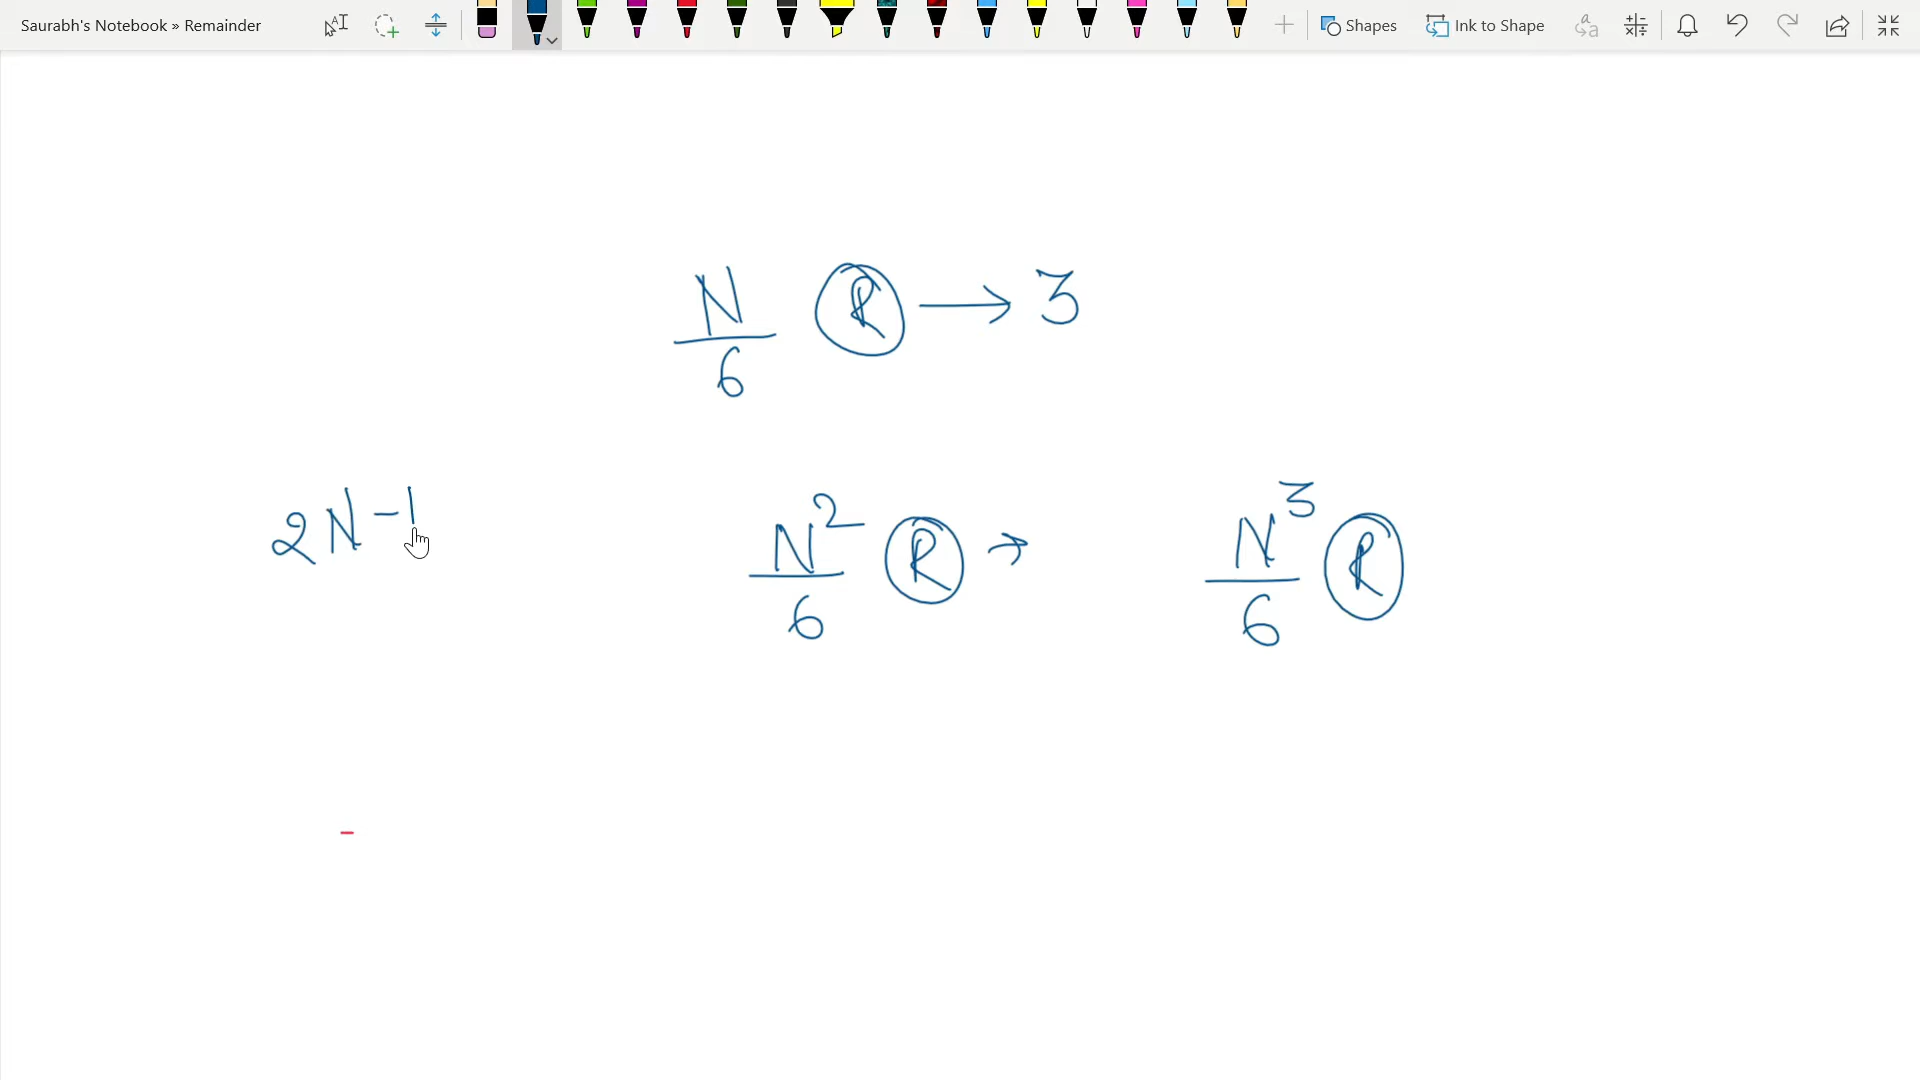 Saurabh's Notebook » Remainder
Shapes
Ink to Shape
N/6 R → 3
2N-1
N²/6 R →
N³/6 R